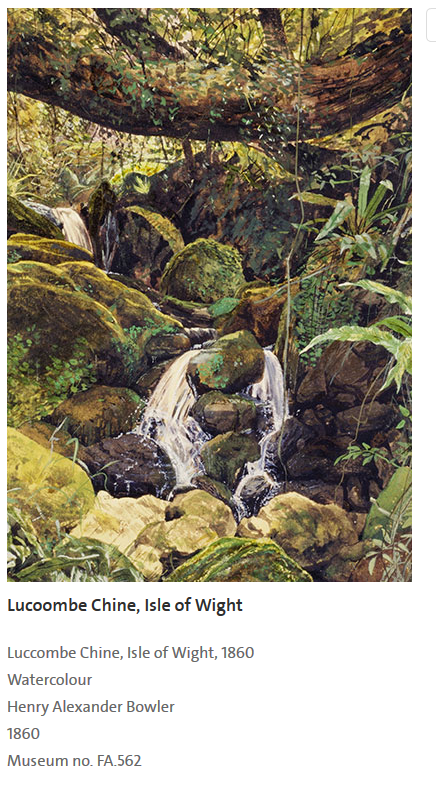 Lucoombe Chine, Isle of Wight
Luccombe Chine, Isle of Wight, 1860
Watercolour
Henry Alexander Bowler
1860
Museum no. FA.562